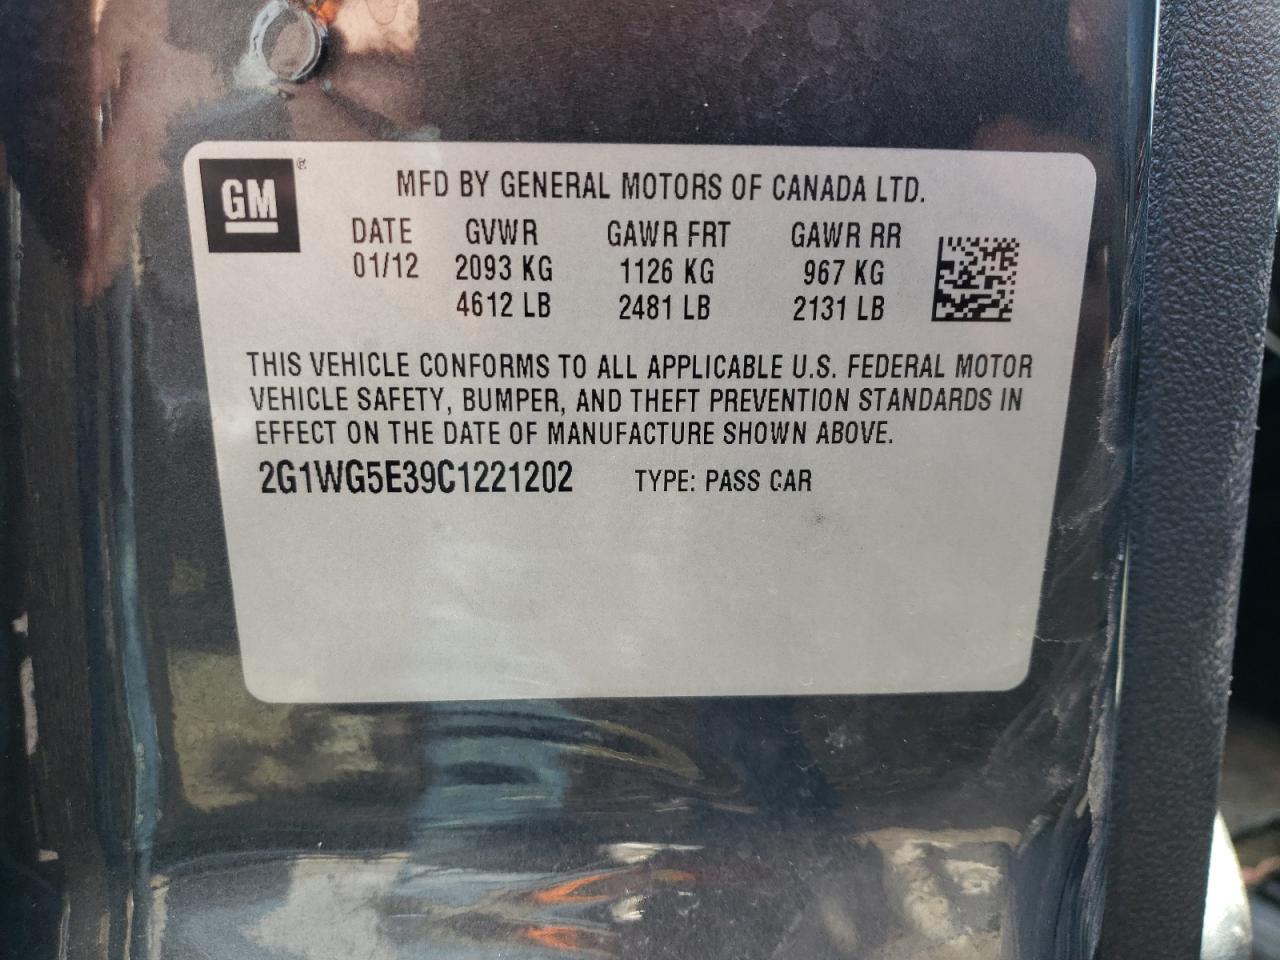 GM ®
MFD BY GENERAL MOTORS OF CANADA LTD.
DATE GVWR GAWR FRT GAWR RR
01/12 2093 KG 1126 KG 967 KG
4612 LB 2481 LB 2131 LB
THIS VEHICLE CONFORMS TO ALL APPLICABLE U.S. FEDERAL MOTOR
VEHICLE SAFETY, BUMPER, AND THEFT PREVENTION STANDARDS IN
EFFECT ON THE DATE OF MANUFACTURE SHOWN ABOVE.
2G1WG5E39C1221202 TYPE: PASS CAR